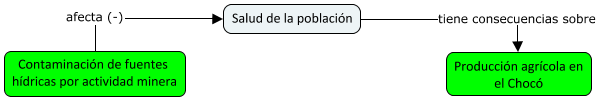 afecta (-)
Salud de la población
tiene consecuencias sobre
Contaminación de fuentes
hídricas por actividad minera
Producción agrícola en
el Chocó